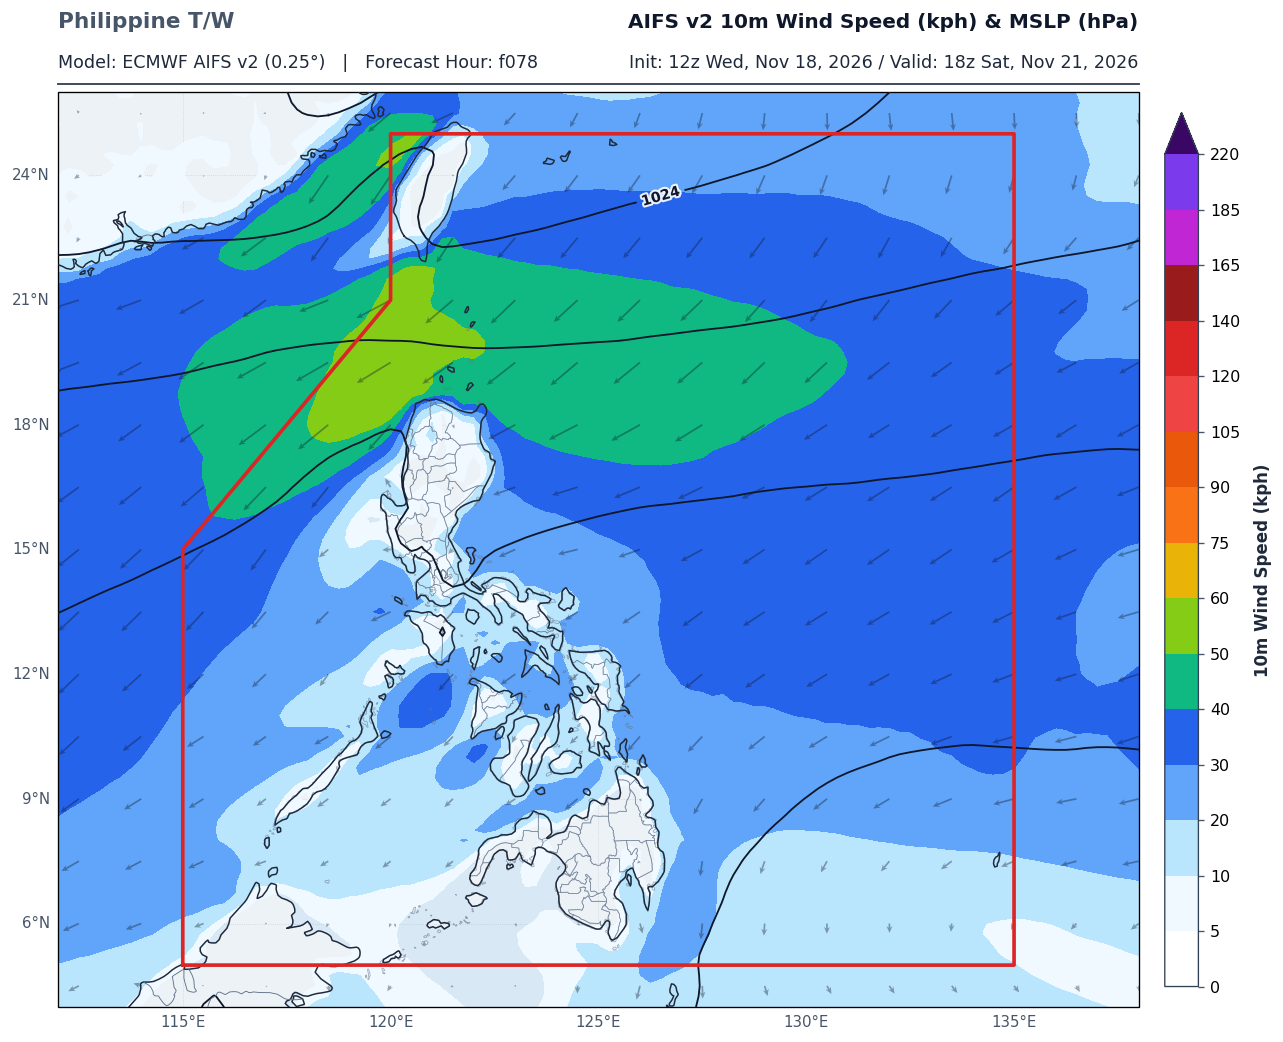 Philippine T/W
AIFS v2 10m Wind Speed (kph) & MSLP (hPa)
Model: ECMWF AIFS v2 (0.25°) | Forecast Hour: f078
Init: 12z Wed, Nov 18, 2026 / Valid: 18z Sat, Nov 21, 2026
24°N
21°N
18°N
15°N
12°N
9°N
6°N
1024
115°E
120°E
125°E
130°E
135°E
220
185
165
140
120
105
90
75
60
50
40
30
20
10
5
0
10m Wind Speed (kph)